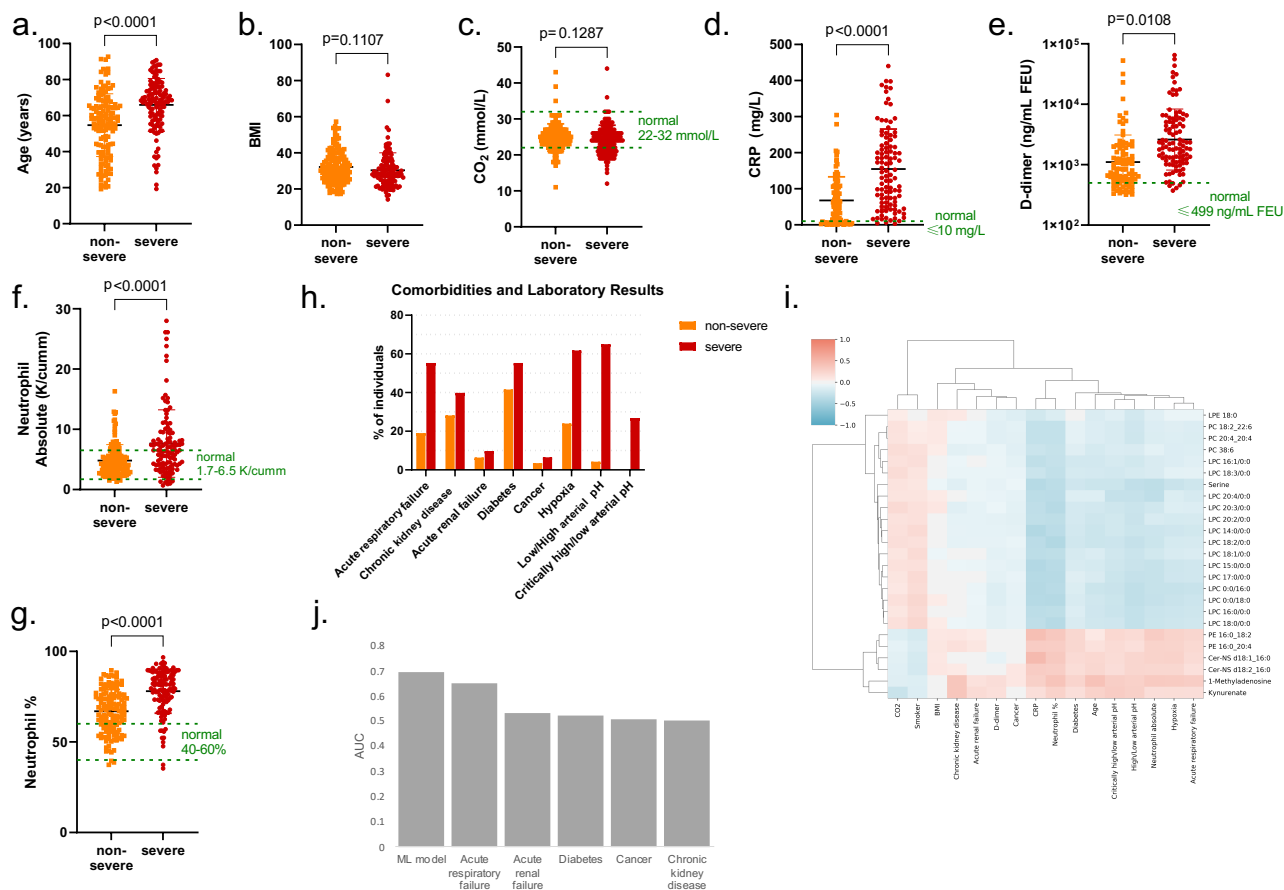 a.
p<0.0001
Age (years)
100
80
60
40
20
0
non-
severe
severe
b.
p=0.1107
BMI
100
80
60
40
20
0
non-
severe
severe
c.
p=0.1287
CO₂ (mmol/L)
50
40
30
20
10
0
normal
22-32 mmol/L
non-
severe
severe
d.
p<0.0001
CRP
(mg/L)
500
400
300
200
100
0
normal
≤10 mg/L
non-
severe
severe
e.
p=0.0108
D-dimer (ng/mL FEU)
1×10⁵
1×10⁴
1×10³
1×10²
normal
≤499 ng/mL FEU
non-
severe
severe
f.
p<0.0001
Neutrophil
Absolute (K/cumm)
30
20
10
0
normal
1.7-6.5 K/cumm
non-
severe
severe
h.
Comorbidities and Laboratory Results
% of individuals
80
60
40
20
0
non-severe
severe
Acute respiratory failure
Chronic kidney disease
Acute renal failure
Diabetes
Cancer
Hypoxia
Low/High arterial pH
Critically high/low arterial pH
i.
1.0
0.5
0.0
−0.5
−1.0
LPE 18:0
PC 18:2_22:6
PC 20:4_20:4
PC 38:6
LPC 16:1/0:0
LPC 18:3/0:0
Serine
LPC 20:4/0:0
LPC 20:3/0:0
LPC 20:2/0:0
LPC 14:0/0:0
LPC 18:2/0:0
LPC 18:1/0:0
LPC 15:0/0:0
LPC 17:0/0:0
LPC 0:0/16:0
LPC 0:0/18:0
LPC 16:0/0:0
LPC 18:0/0:0
PE 16:0_18:2
PE 16:0_20:4
Cer-NS d18:1_16:0
Cer-NS d18:2_16:0
1-Methyladenosine
Kynurenate
CO2
Smoker
BMI
Chronic kidney disease
Acute renal failure
D-dimer
Cancer
CRP
Neutrophil %
Diabetes
Age
Critically high/low arterial pH
High/Low arterial pH
Neutrophil absolute
Hypoxia
Acute respiratory failure
g.
p<0.0001
Neutrophil %
100
50
0
normal
40-60%
non-
severe
severe
j.
AUC
0.8
0.7
0.6
0.5
0.4
0.3
0.2
0.1
0
ML model
Acute
respiratory
failure
Acute
renal
failure
Diabetes
Cancer
Chronic
kidney
disease